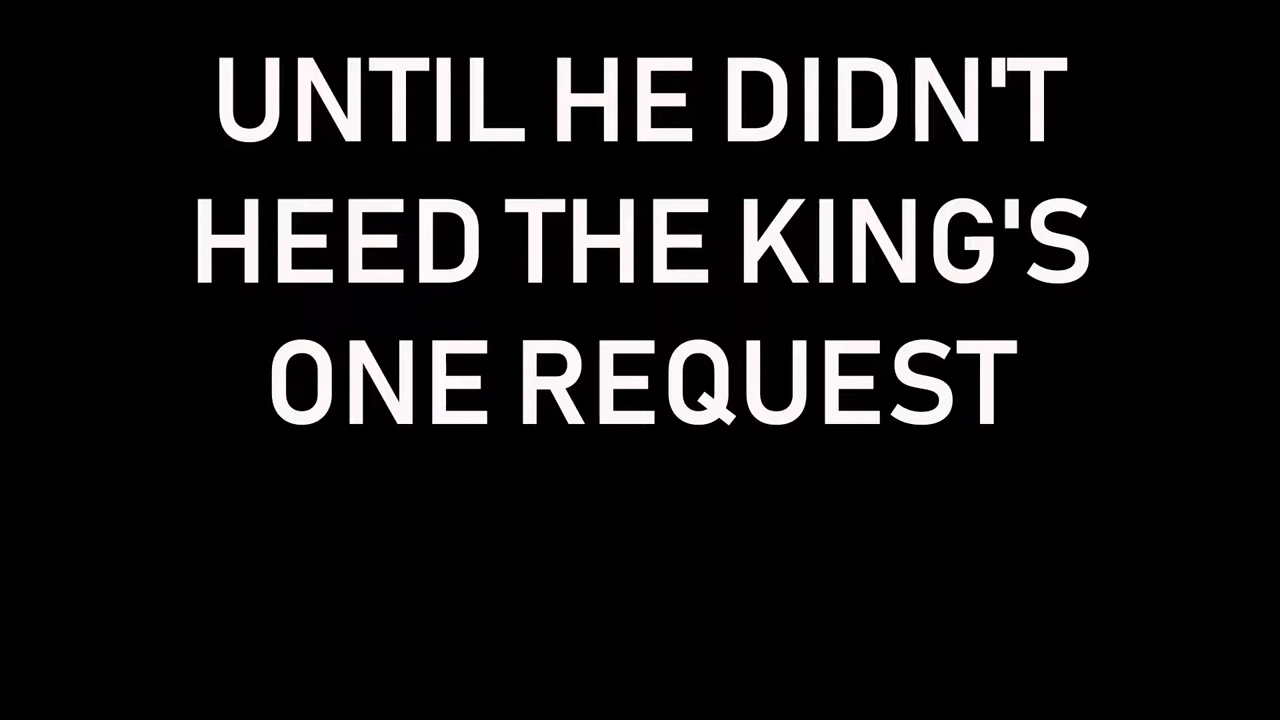 UNTIL HE DIDN'T
HEED THE KING'S
ONE REQUEST